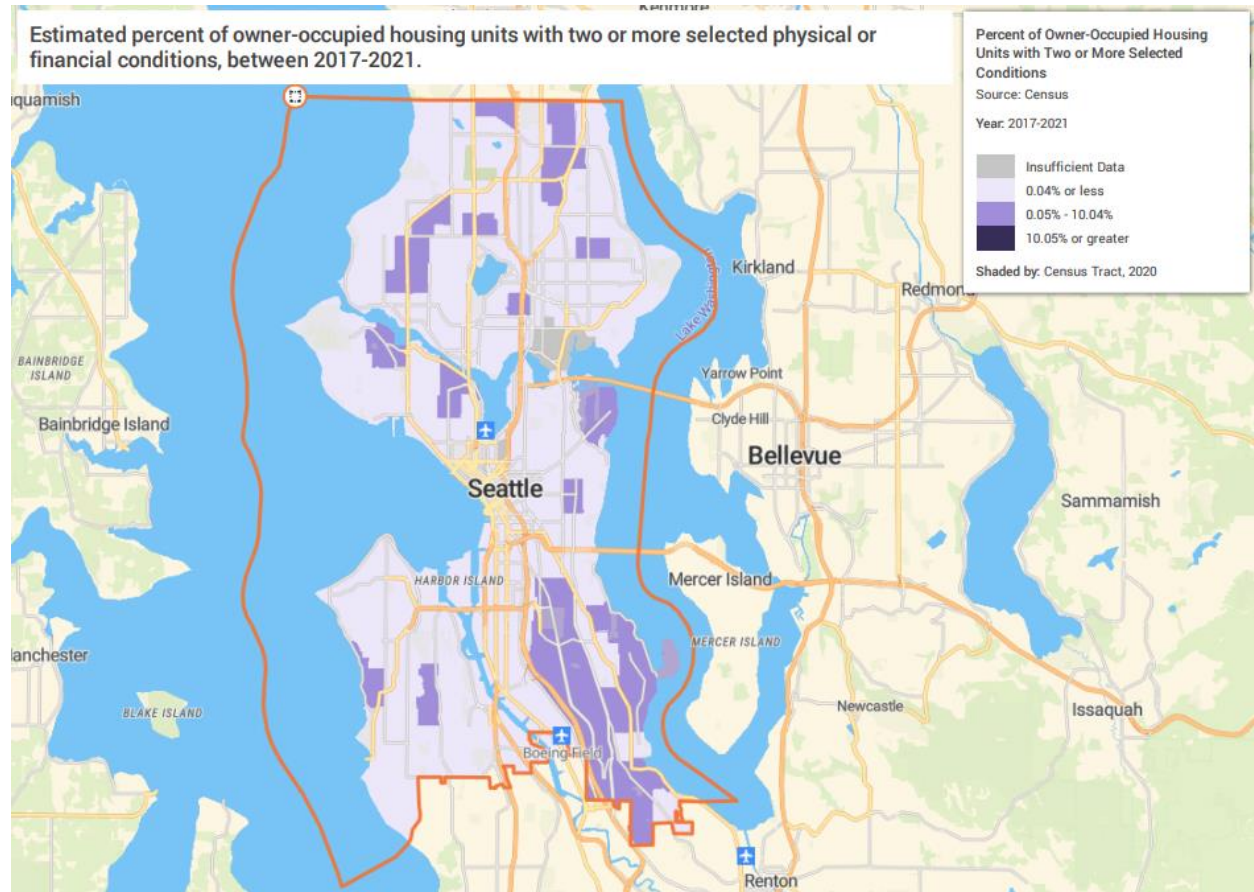 Kenmore
Estimated percent of owner-occupied housing units with two or more selected physical or
financial conditions, between 2017-2021.
Percent of Owner-Occupied Housing
Units with Two or More Selected
Conditions
Source: Census
Year: 2017-2021
Insufficient Data
0.04% or less
0.05% - 10.04%
10.05% or greater
Shaded by: Census Tract, 2020
quamish
Kirkland
Redmond
Lake Washington
BAINBRIDGE
ISLAND
Yarrow Point
Bainbridge Island
Clyde Hill
Bellevue
Seattle
Sammamish
HARBOR ISLAND
Mercer Island
MERCER ISLAND
anchester
BLAKE ISLAND
Newcastle
Issaquah
Boeing Field
Renton